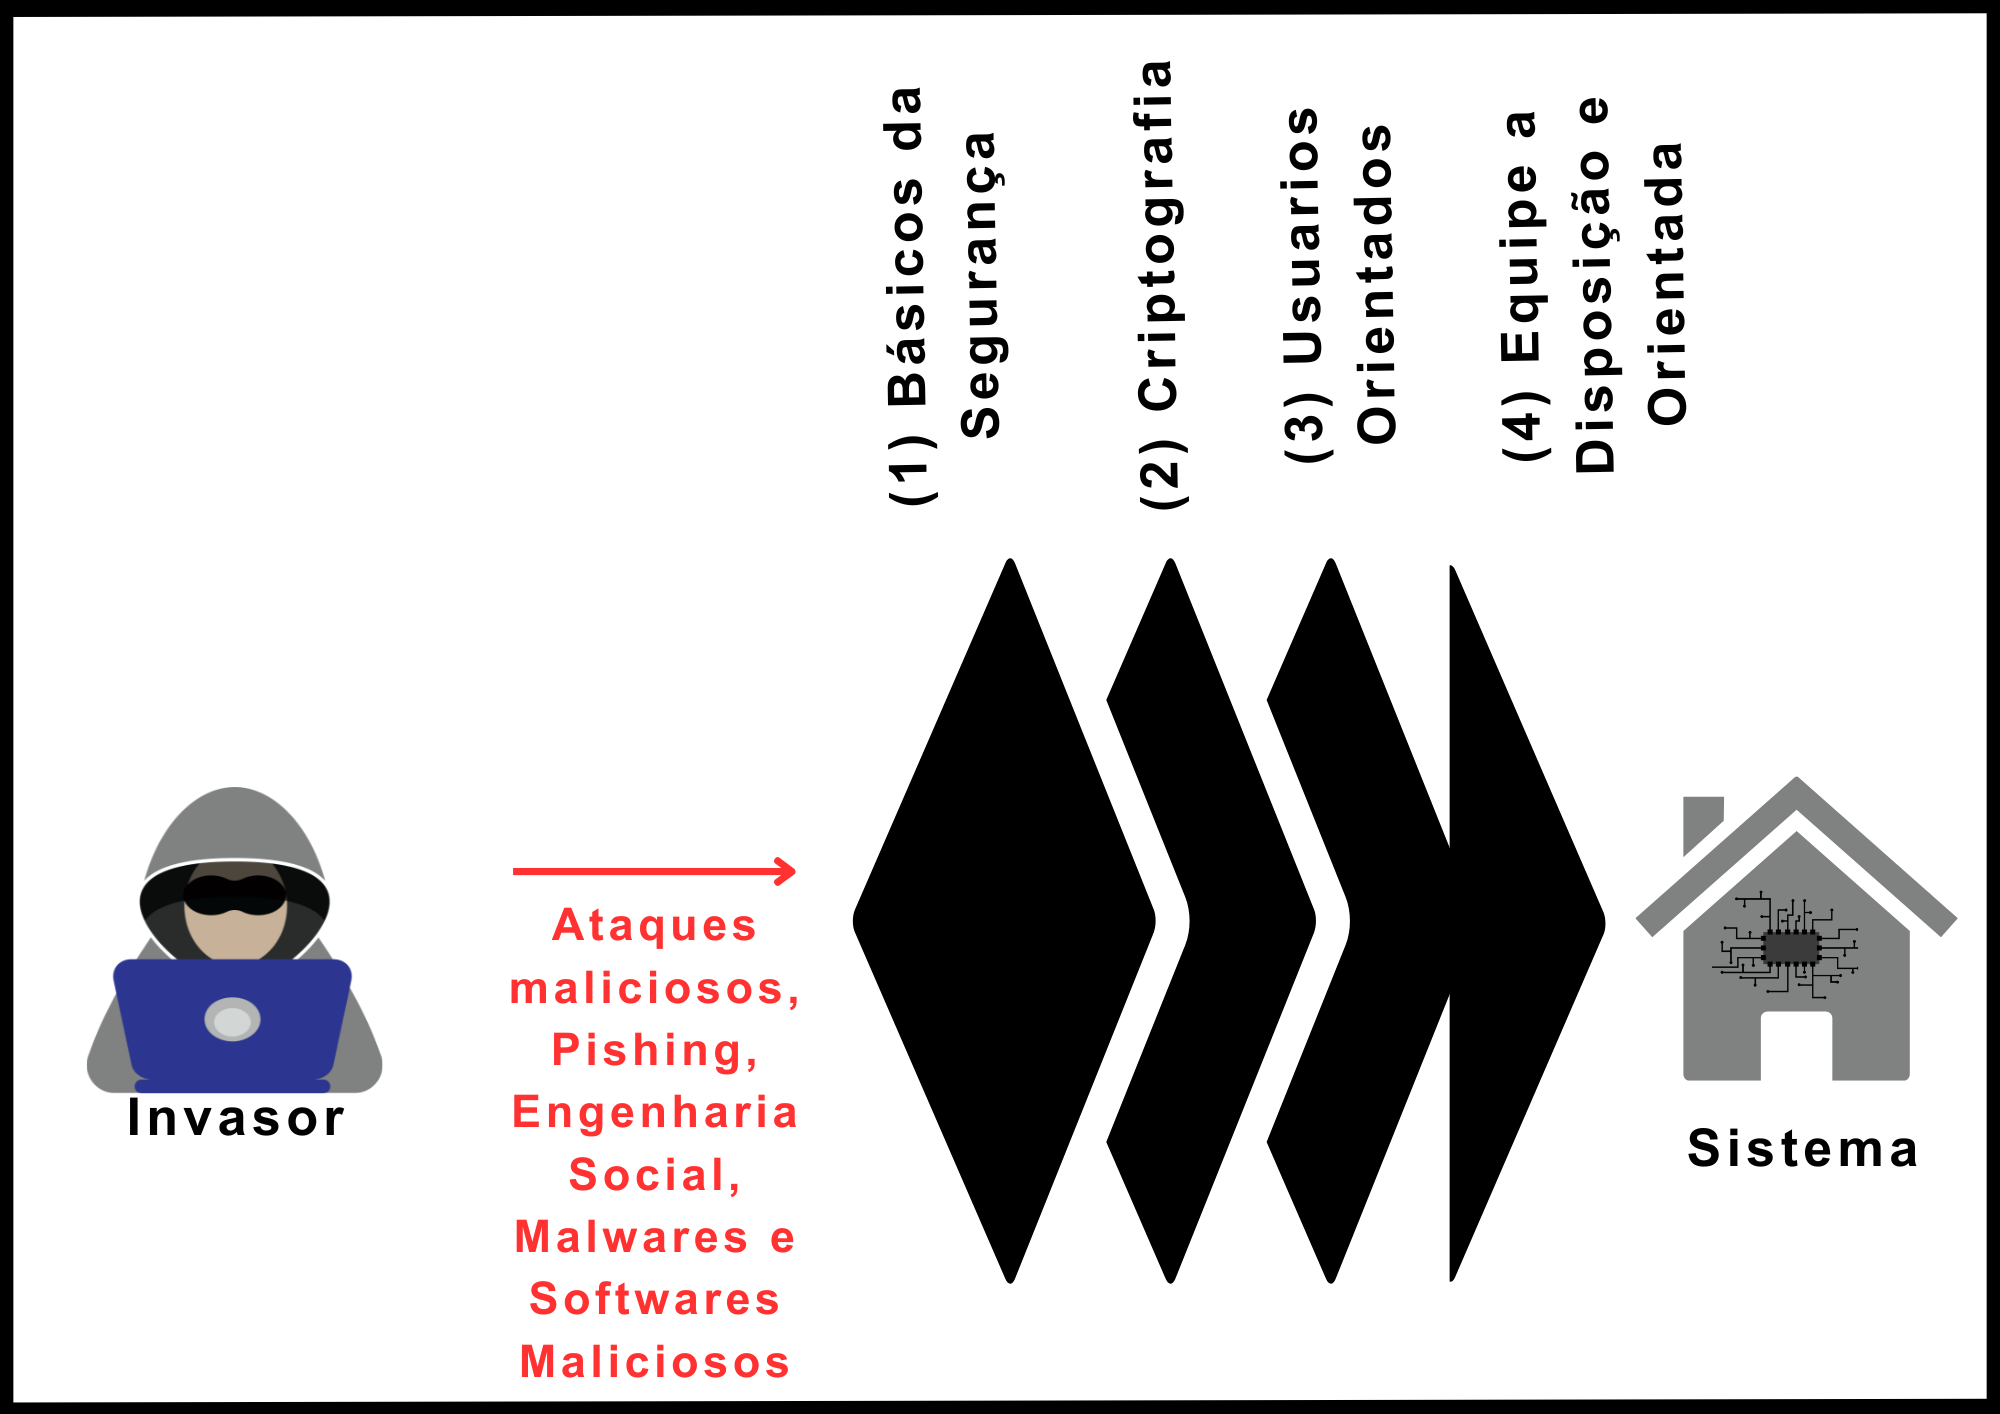 (1) Básicos da
Segurança
(2) Criptografia
(3) Usuarios
Orientados
(4) Equipe a
Disposição e
Orientada
Ataques
maliciosos,
Pishing,
Engenharia
Social,
Malwares e
Softwares
Maliciosos
Invasor
Sistema